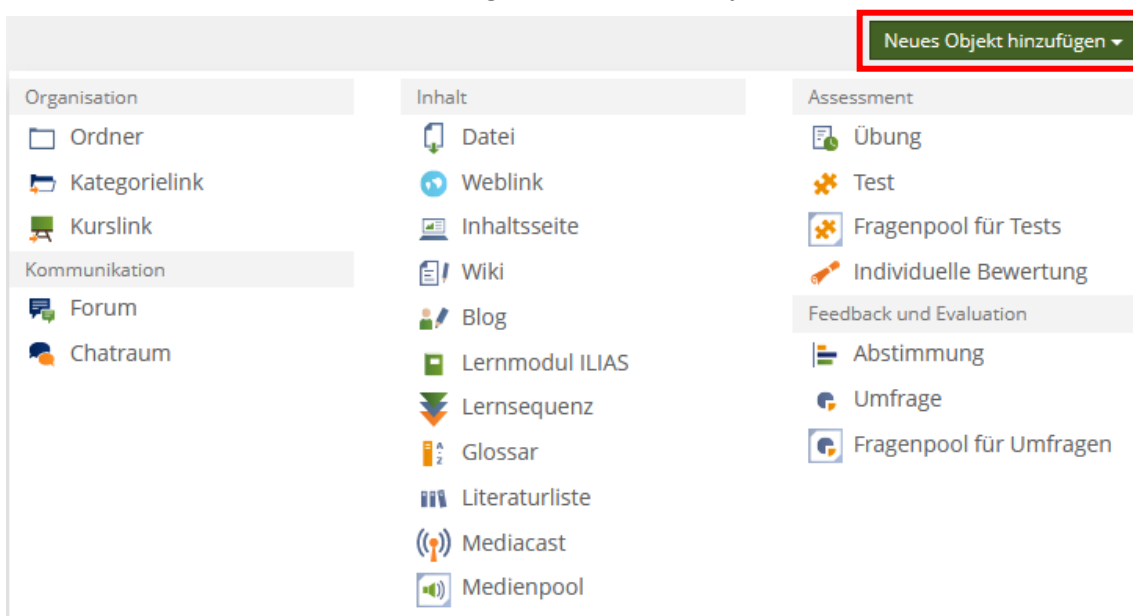 Neues Objekt hinzufügen
Organisation
Ordner
Kategorielink
Kurslink
Kommunikation
Forum
Chatraum
Inhalt
Datei
Weblink
Inhaltsseite
Wiki
Blog
Lernmodul ILIAS
Lernsequenz
Glossar
Literaturliste
Mediacast
Medienpool
Assessment
Übung
Test
Fragenpool für Tests
Individuelle Bewertung
Feedback und Evaluation
Abstimmung
Umfrage
Fragenpool für Umfragen